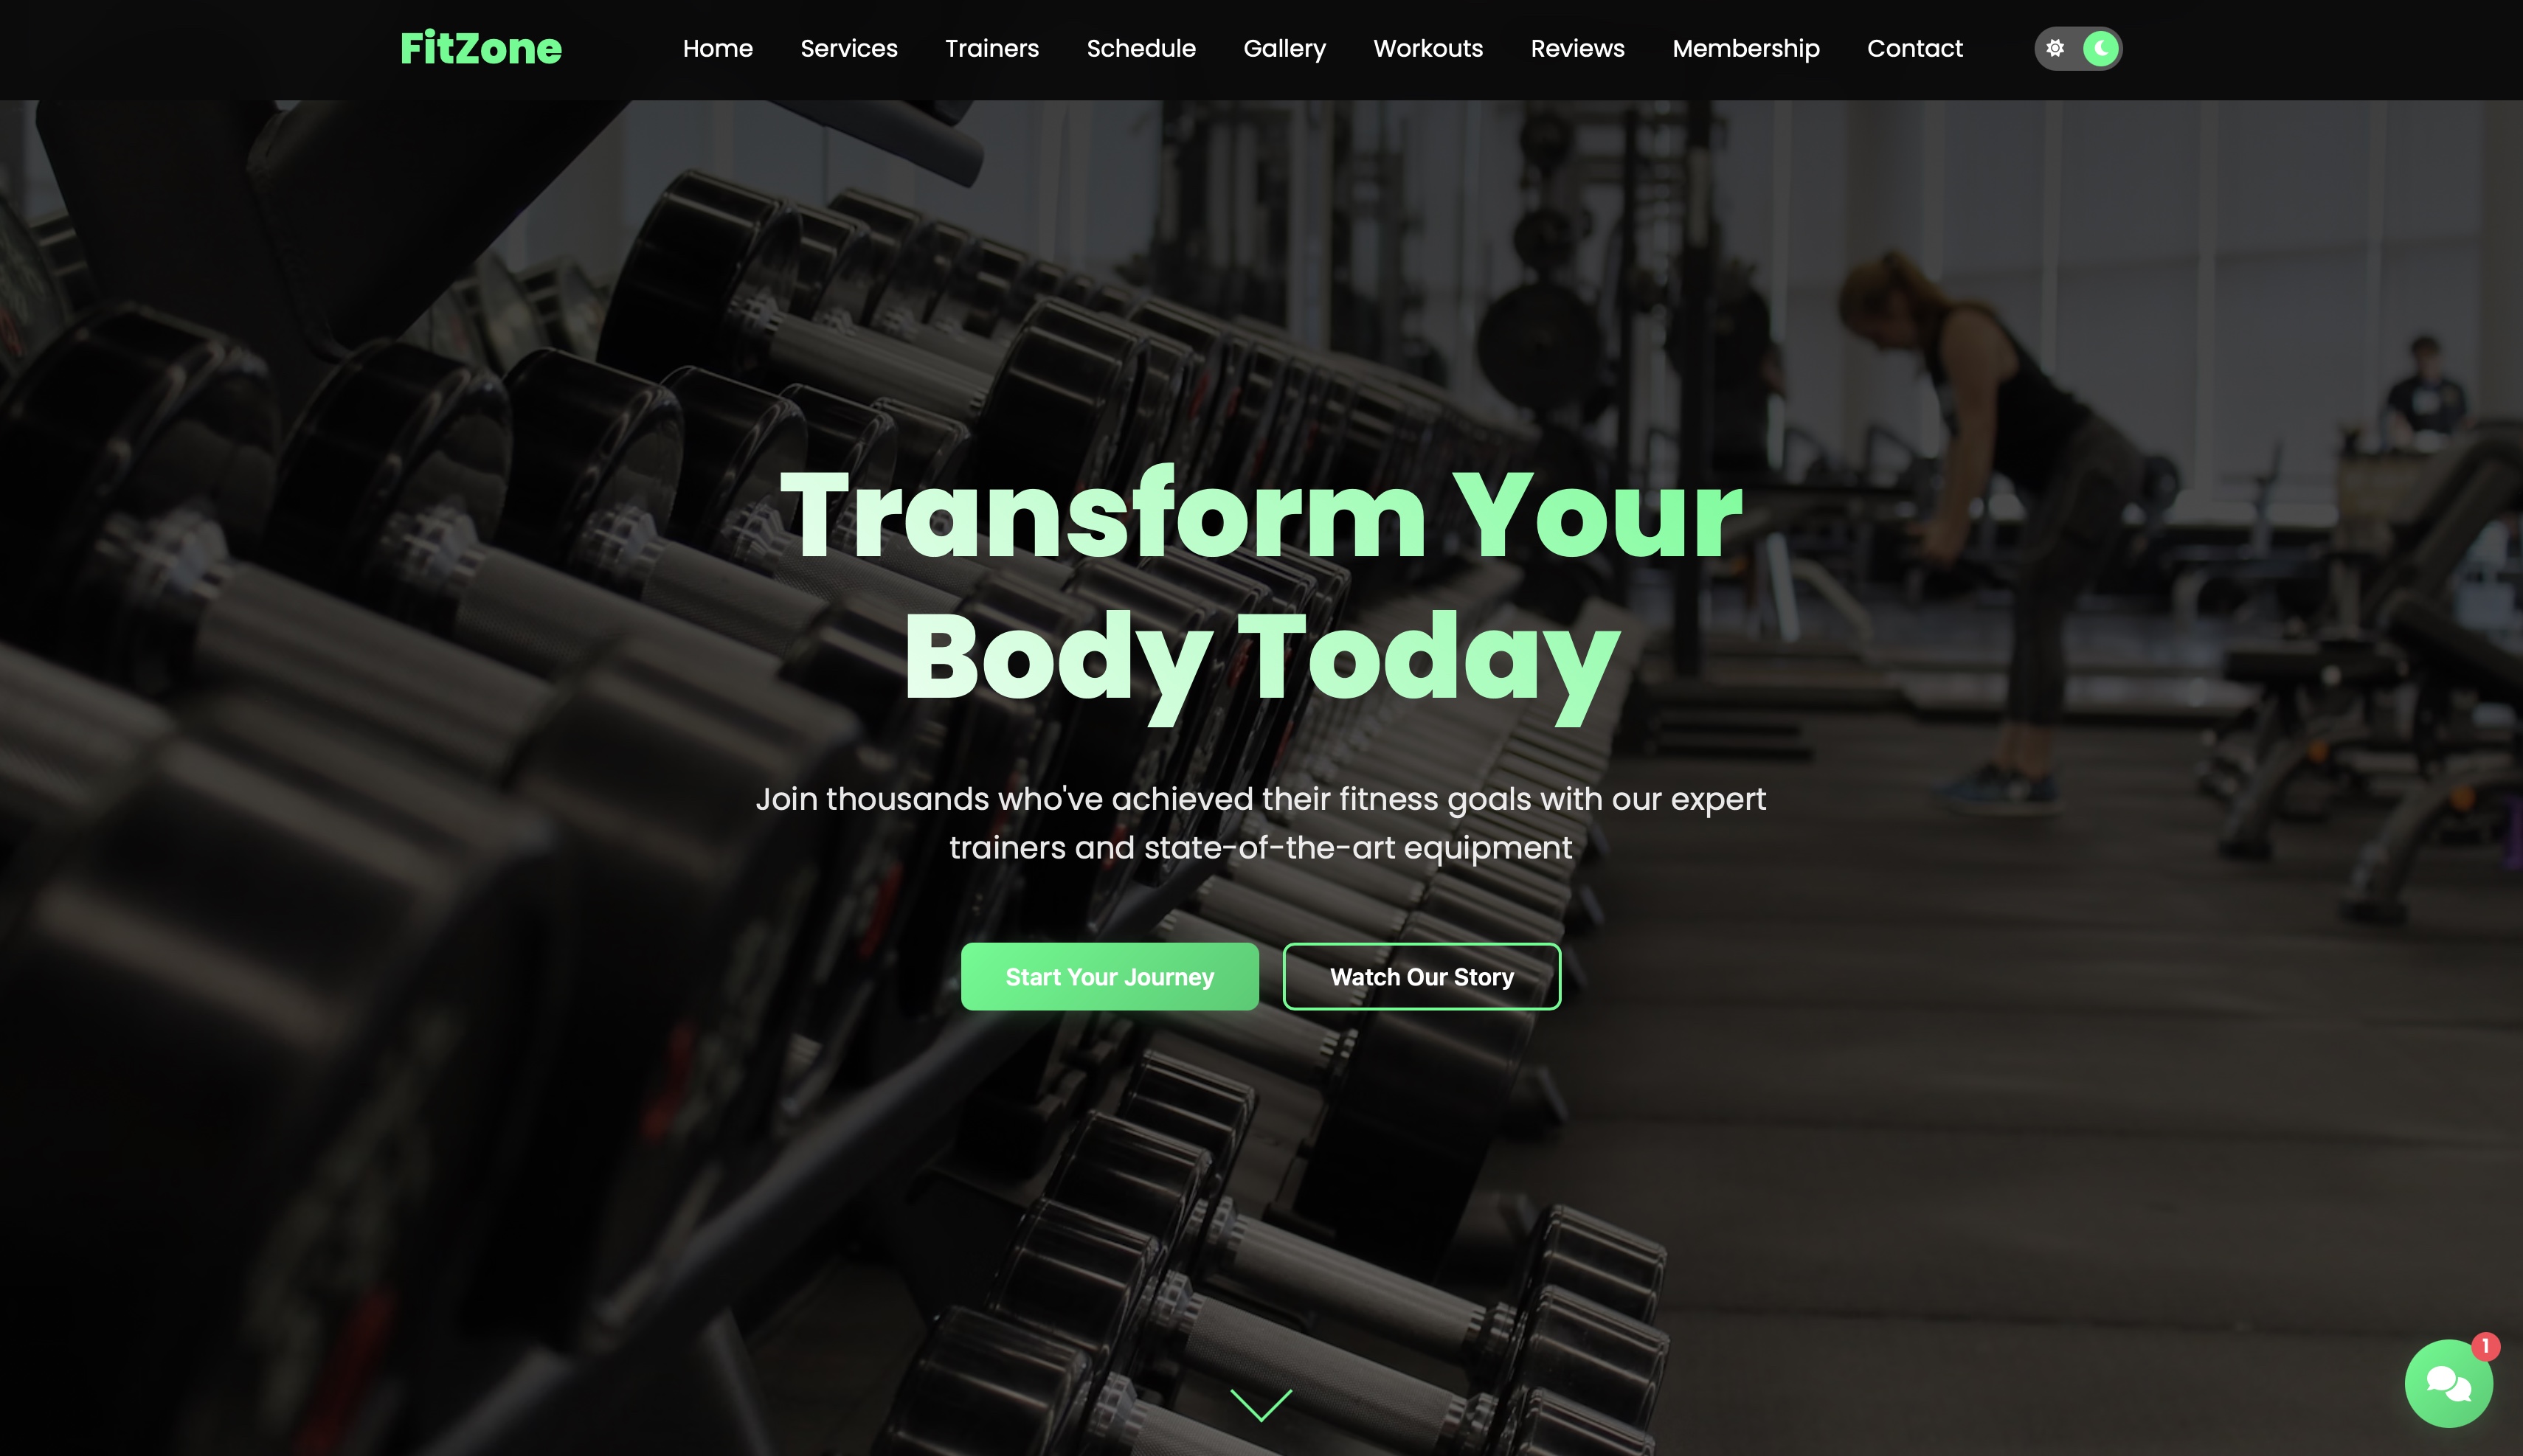 FitZone
Home Services Trainers Schedule Gallery Workouts Reviews Membership Contact
Transform Your
Body Today
Join thousands who've achieved their fitness goals with our expert
trainers and state-of-the-art equipment
Start Your Journey Watch Our Story
1